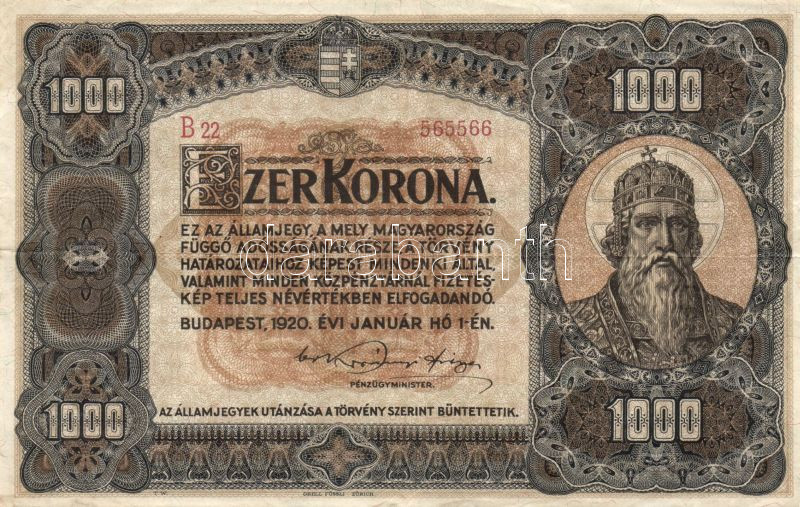 1000
1000
B 22 565566
EZER KORONA.
EZ AZ ÁLLAMJEGY, A MELY MAGYARORSZÁG
FÜGGŐ ADÓSSÁGÁNAK RÉSZE, A TÖRVÉNY
HATÁROZATAIHOZ KÉPEST MINDENKI ÁLTAL,
VALAMINT MINDEN KÖZPÉNZTÁRNÁL FIZETÉS-
KÉP TELJES NÉVÉRTÉKBEN ELFOGADANDÓ.
BUDAPEST, 1920. ÉVI JANUÁR HÓ 1-ÉN.
PÉNZÜGYMINISTER.
AZ ÁLLAMJEGYEK UTÁNZÁSA A TÖRVÉNY SZERINT BÜNTETTETIK.
1000
1000
T W.
ORELL FÜSSLI ZÜRICH
darabanth